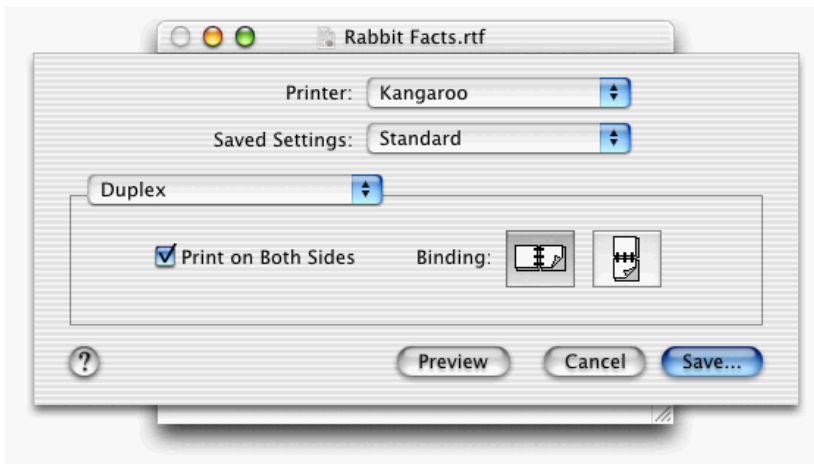 Rabbit Facts.rtf
Printer: Kangaroo
Saved Settings: Standard
Duplex
Print on Both Sides Binding:
? Preview Cancel Save...